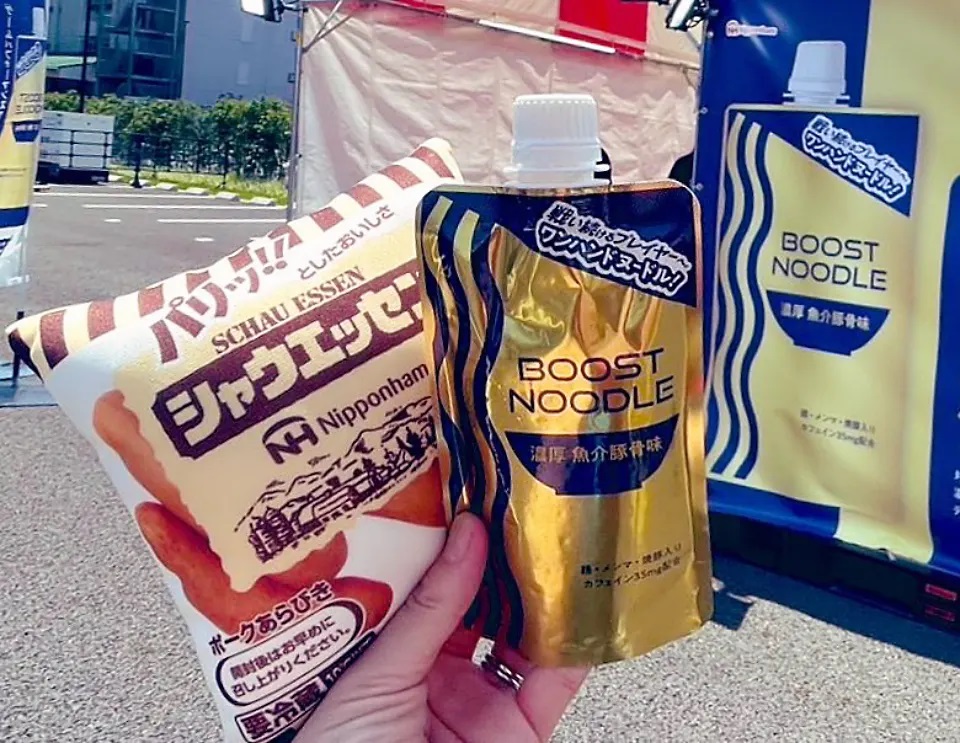 パリッ!!
としたおいしさ
SCHAU ESSEN
シャウエッセン
NH Nipponham
ポークあらびき
開封後はお早めに
召し上がりください。
要冷蔵
戦い続けるプレイヤーへ
ワンハンドヌードル!
BOOST
NOODLE
濃厚 魚介豚骨味
麺・メンマ・焼豚入り
カフェイン35mg配合
Nipponham
戦い続けるプレイヤーへ
ワンハンドヌードル!
BOOST
NOODLE
濃厚 魚介豚骨味
麺・メンマ・焼豚入り
カフェイン35mg配合